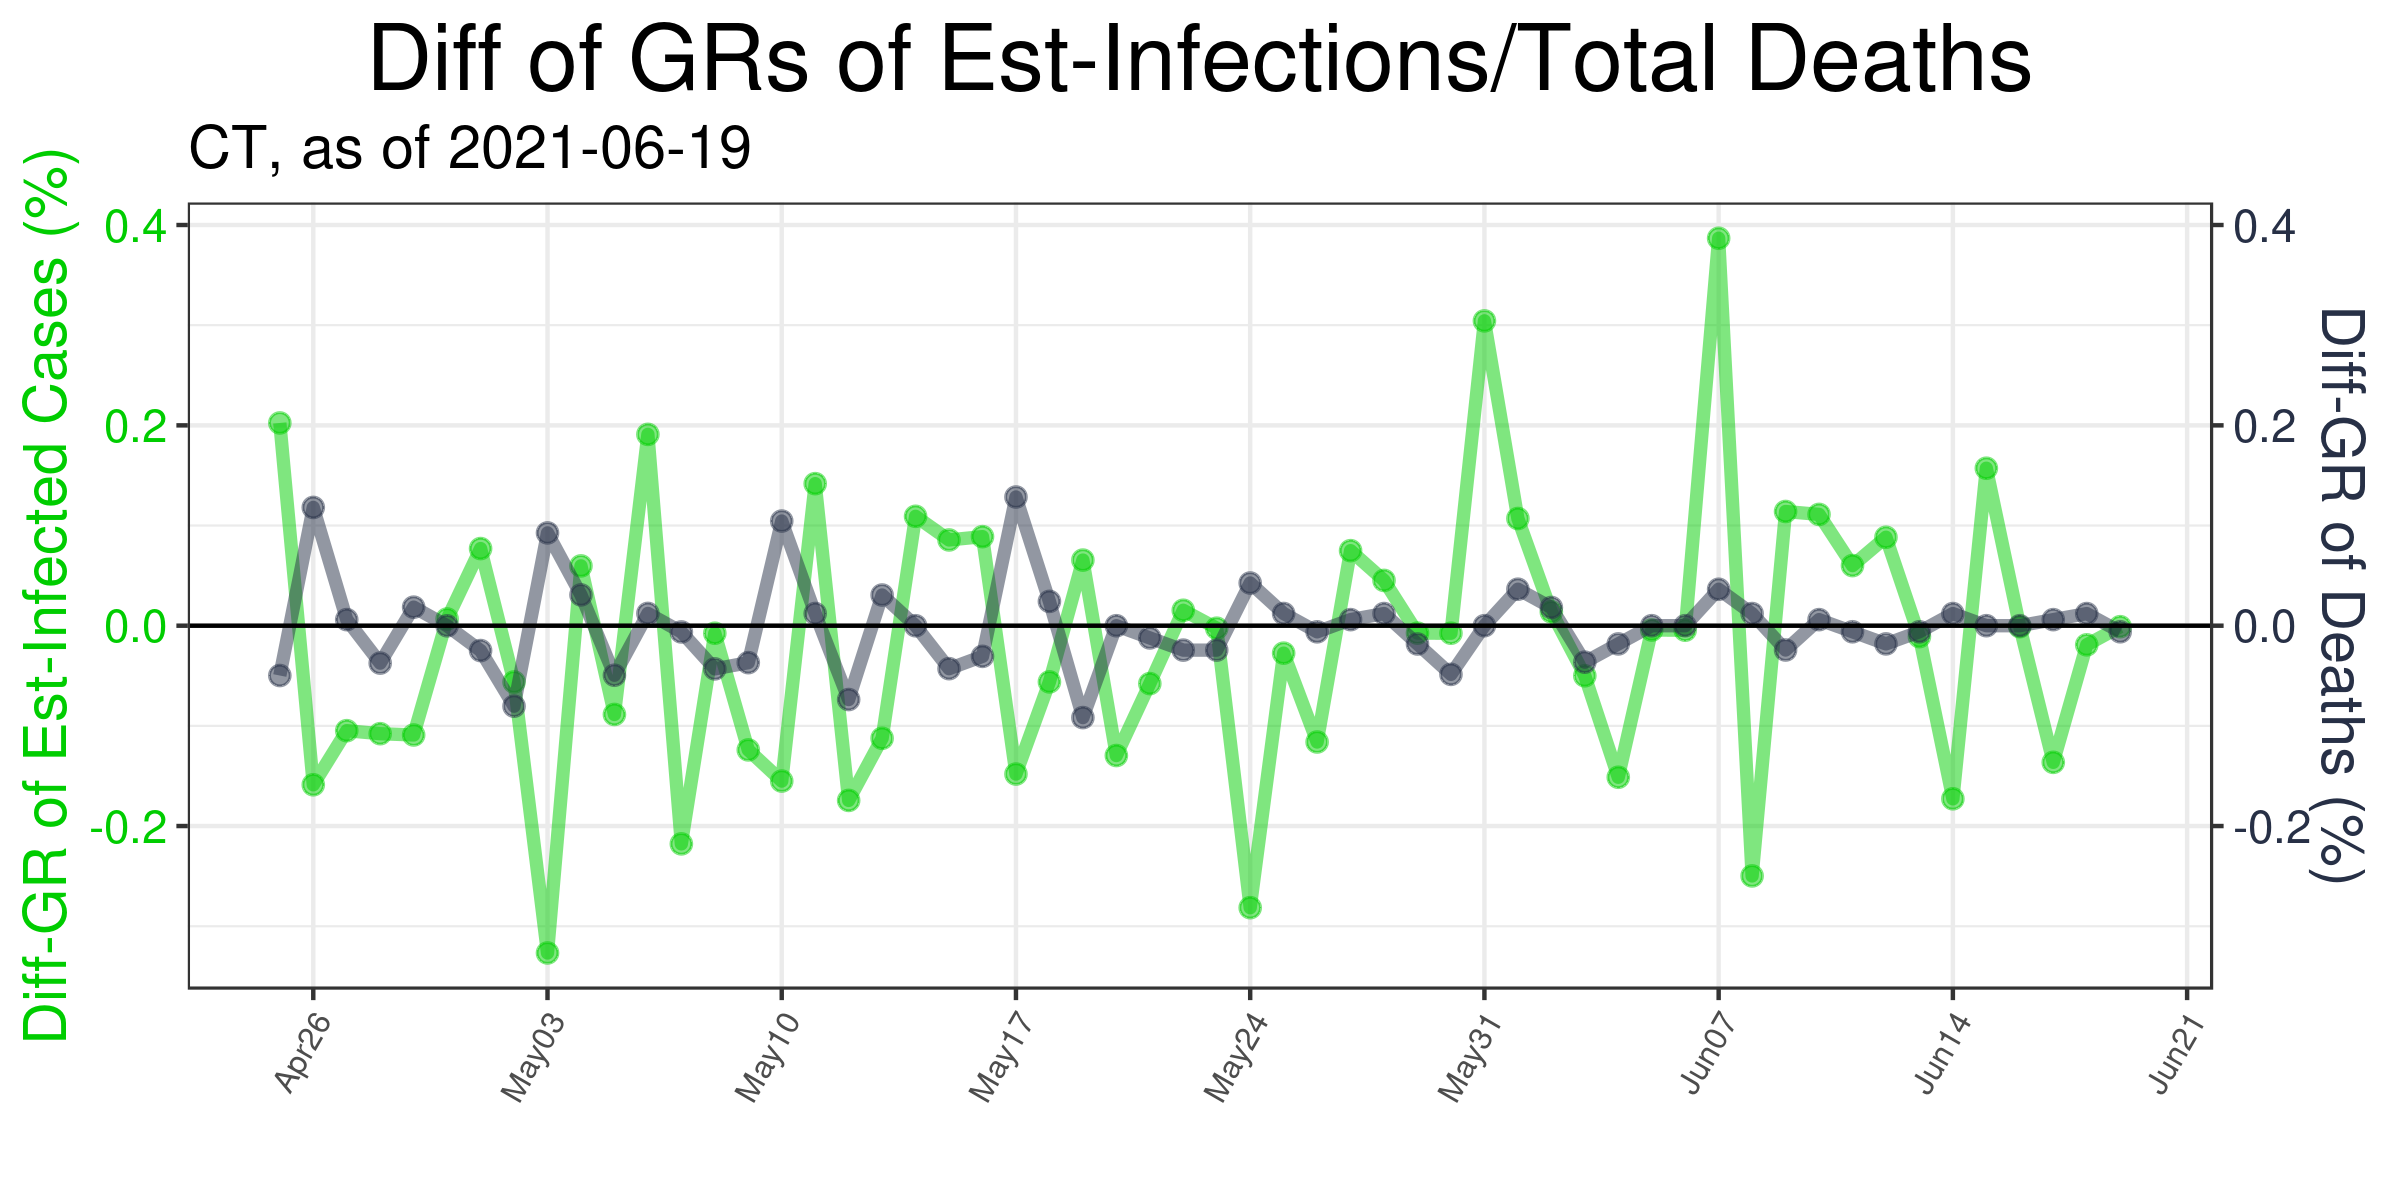 Diff of GRs of Est-Infections/Total Deaths
CT, as of 2021-06-19
Diff-GR of Est-Infected Cases (%)
0.4
0.2
0.0
-0.2
0.4
0.2
0.0
-0.2
Diff-GR of Deaths (%)
Apr26
May03
May10
May17
May24
May31
Jun07
Jun14
Jun21